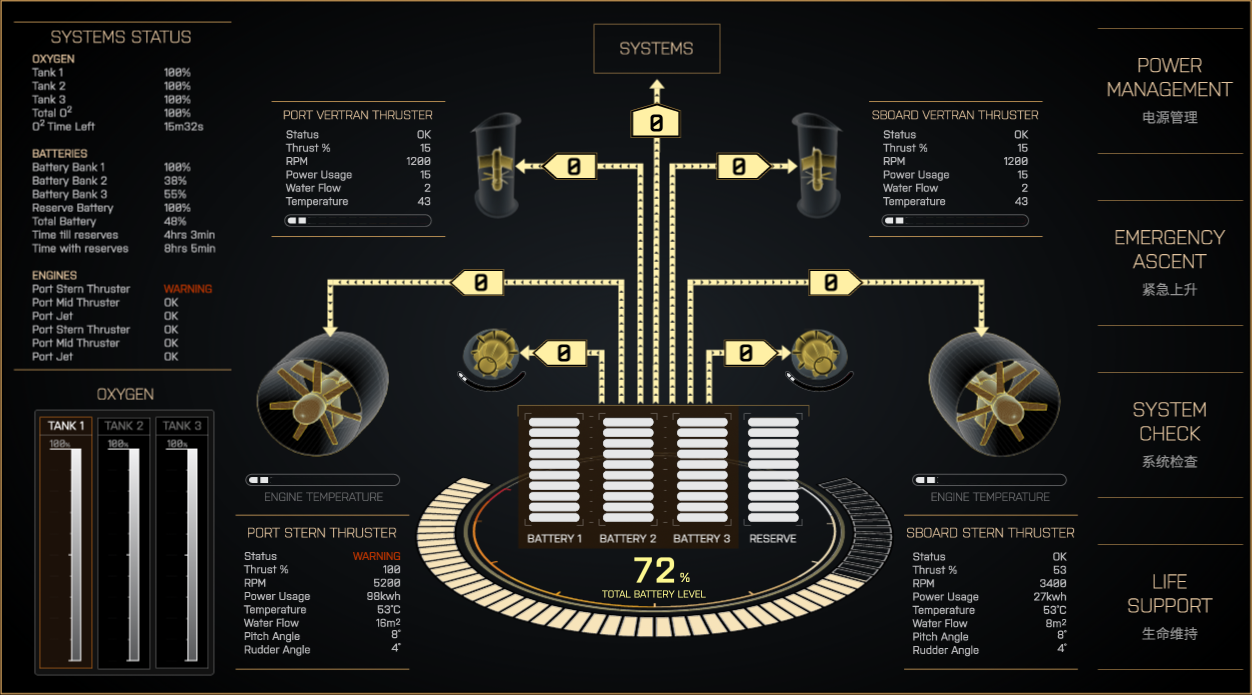 SYSTEMS STATUS
OXYGEN
Tank 1 100%
Tank 2 100%
Tank 3 100%
Total O² 100%
O² Time Left 15m32s
BATTERIES
Battery Bank 1 100%
Battery Bank 2 38%
Battery Bank 3 55%
Reserve Battery 100%
Total Battery 48%
Time till reserves 4hrs 3min
Time with reserves 8hrs 5min
ENGINES
Port Stern Thruster WARNING
Port Mid Thruster OK
Port Jet OK
Port Stern Thruster OK
Port Mid Thruster OK
Port Jet OK
OXYGEN
TANK 1 TANK 2 TANK 3
100% 100% 100%
PORT VERTRAN THRUSTER
Status OK
Thrust % 15
RPM 1200
Power Usage 15
Water Flow 2
Temperature 43
SYSTEMS
0
0 0
0 0
0 0
SBOARD VERTRAN THRUSTER
Status OK
Thrust % 15
RPM 1200
Power Usage 15
Water Flow 2
Temperature 43
ENGINE TEMPERATURE
PORT STERN THRUSTER
Status WARNING
Thrust % 100
RPM 5200
Power Usage 98kwh
Temperature 53°C
Water Flow 16m²
Pitch Angle 8°
Rudder Angle 4°
BATTERY 1 BATTERY 2 BATTERY 3 RESERVE
72 %
TOTAL BATTERY LEVEL
ENGINE TEMPERATURE
SBOARD STERN THRUSTER
Status OK
Thrust % 53
RPM 3400
Power Usage 27kwh
Temperature 53°C
Water Flow 8m²
Pitch Angle 8°
Rudder Angle 4°
POWER
MANAGEMENT
电源管理
EMERGENCY
ASCENT
紧急上升
SYSTEM
CHECK
系统检查
LIFE
SUPPORT
生命维持